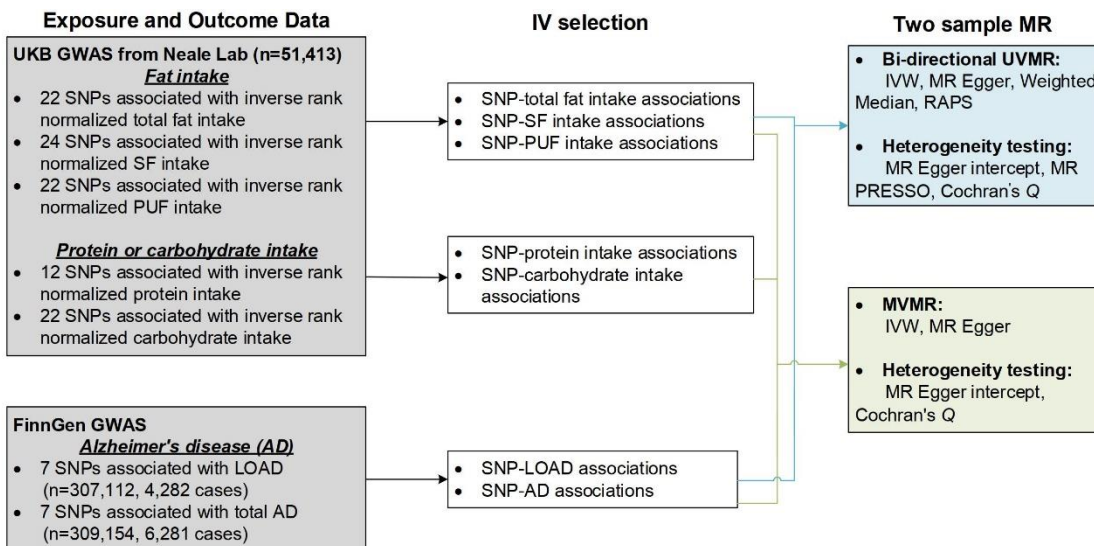 Exposure and Outcome Data
UKB GWAS from Neale Lab (n=51,413)
Fat intake
• 22 SNPs associated with inverse rank
normalized total fat intake
• 24 SNPs associated with inverse rank
normalized SF intake
• 22 SNPs associated with inverse rank
normalized PUF intake
Protein or carbohydrate intake
• 12 SNPs associated with inverse rank
normalized protein intake
• 22 SNPs associated with inverse rank
normalized carbohydrate intake
FinnGen GWAS
Alzheimer's disease (AD)
• 7 SNPs associated with LOAD
(n=307,112, 4,282 cases)
• 7 SNPs associated with total AD
(n=309,154, 6,281 cases)
IV selection
• SNP-total fat intake associations
• SNP-SF intake associations
• SNP-PUF intake associations
• SNP-protein intake associations
• SNP-carbohydrate intake
associations
• SNP-LOAD associations
• SNP-AD associations
Two sample MR
• Bi-directional UVMR:
IVW, MR Egger, Weighted
Median, RAPS
• Heterogeneity testing:
MR Egger intercept, MR
PRESSO, Cochran's Q
• MVMR:
IVW, MR Egger
• Heterogeneity testing:
MR Egger intercept,
Cochran's Q